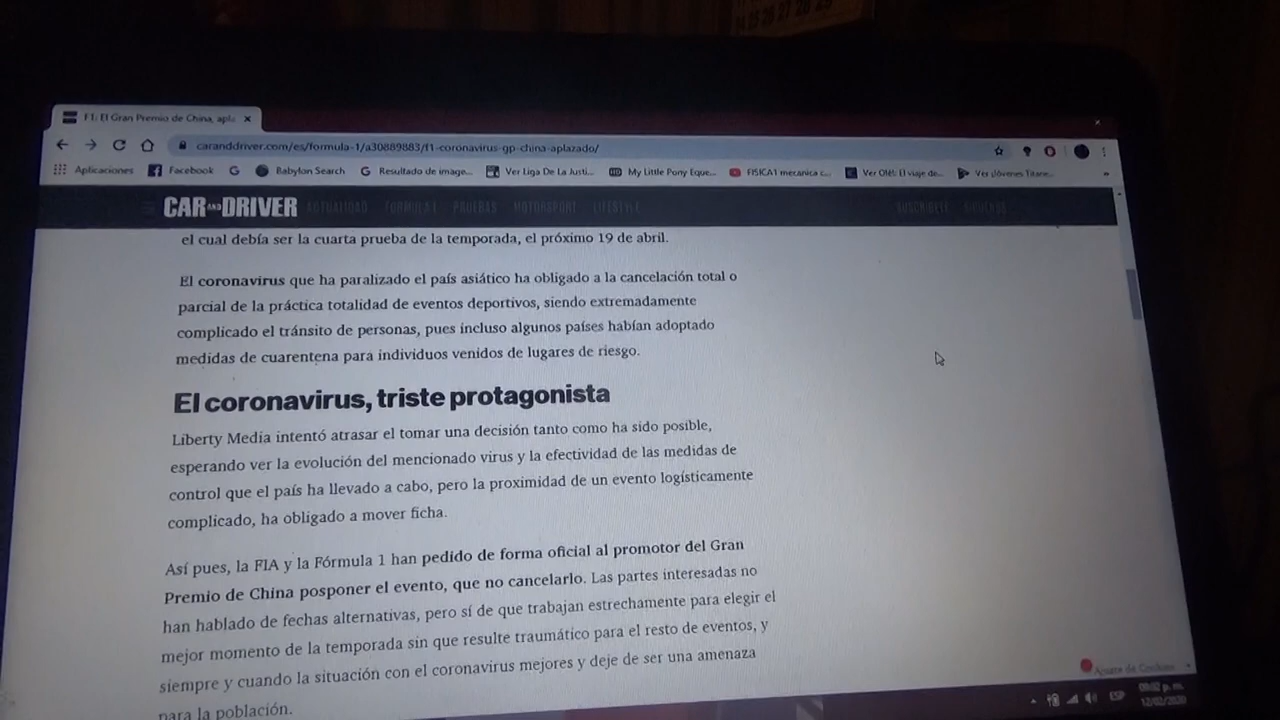 F1: El Gran Premio de China, apla
caranddriver.com/es/formula-1/a30889883/f1-coronavirus-gp-china-aplazado/
Aplicaciones Facebook Babylon Search Resultado de image... Ver Liga De La Justi... My Little Pony Eque... FISICA1 mecanica c... Ver Olé!: El viaje de... Ver Jóvenes Titane...
CAR AND DRIVER ACTUALIDAD FÓRMULA 1 PRUEBAS MOTORSPORT LIFESTYLE
el cual debía ser la cuarta prueba de la temporada, el próximo 19 de abril.
El coronavirus que ha paralizado el país asiático ha obligado a la cancelación total o
parcial de la práctica totalidad de eventos deportivos, siendo extremadamente
complicado el tránsito de personas, pues incluso algunos países habían adoptado
medidas de cuarentena para individuos venidos de lugares de riesgo.
El coronavirus, triste protagonista
Liberty Media intentó atrasar el tomar una decisión tanto como ha sido posible,
esperando ver la evolución del mencionado virus y la efectividad de las medidas de
control que el país ha llevado a cabo, pero la proximidad de un evento logísticamente
complicado, ha obligado a mover ficha.
Así pues, la FIA y la Fórmula 1 han pedido de forma oficial al promotor del Gran
Premio de China posponer el evento, que no cancelarlo. Las partes interesadas no
han hablado de fechas alternativas, pero sí de que trabajan estrechamente para elegir el
mejor momento de la temporada sin que resulte traumático para el resto de eventos, y
siempre y cuando la situación con el coronavirus mejores y deje de ser una amenaza
para la población.
Ajuste de Cookies
ESP
12/02/2020